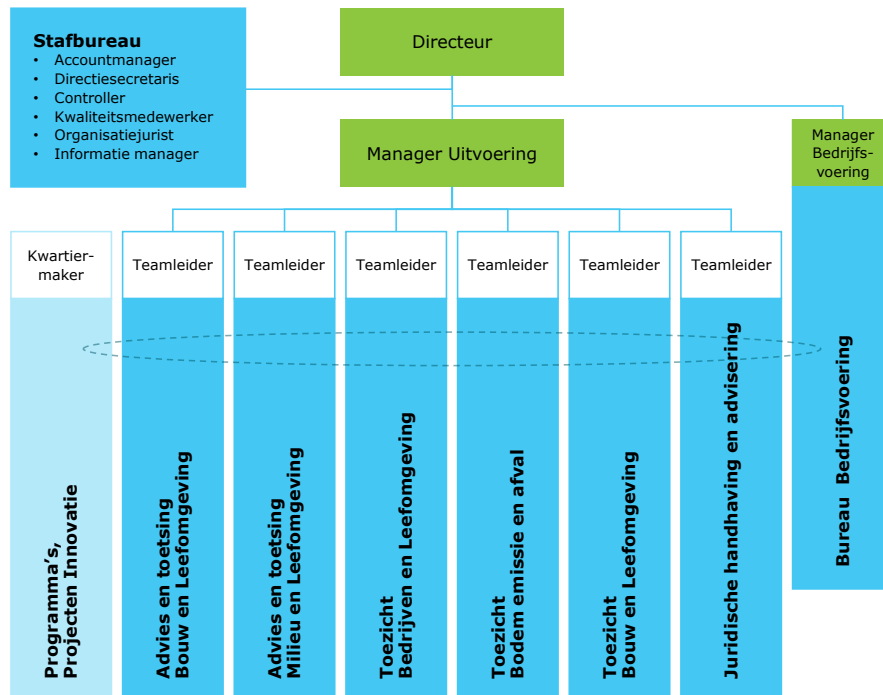 Stafbureau
• Accountmanager
• Directiesecretaris
• Controller
• Kwaliteitsmedewerker
• Organisatiejurist
• Informatie manager
Directeur
Manager Uitvoering
Manager
Bedrijfs-
voering
Kwartier-
maker
Teamleider
Teamleider
Teamleider
Teamleider
Teamleider
Teamleider
Programma's,
Projecten Innovatie
Advies en toetsing
Bouw en Leefomgeving
Advies en toetsing
Milieu en Leefomgeving
Toezicht
Bedrijven en Leefomgeving
Toezicht
Bodem emissie en afval
Toezicht
Bouw en Leefomgeving
Juridische handhaving en advisering
Bureau Bedrijfsvoering